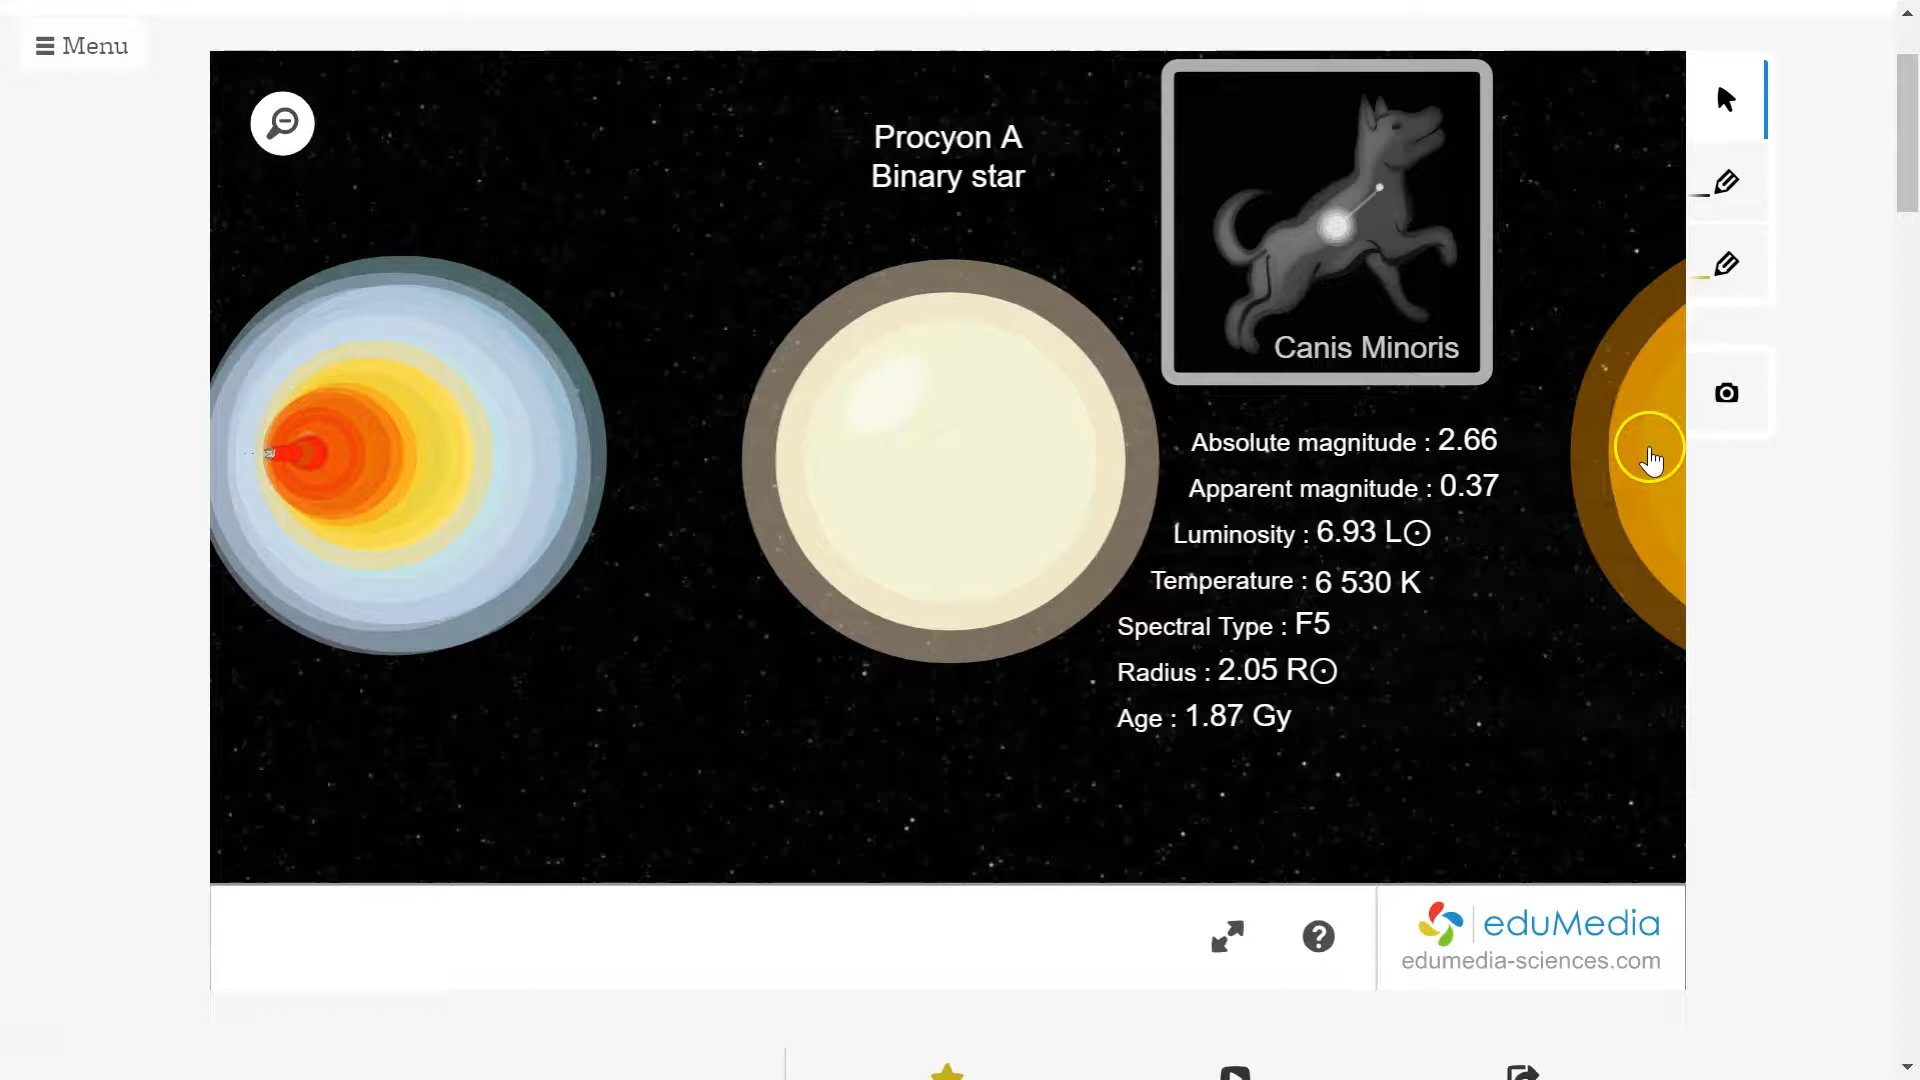 Menu
Procyon A
Binary star
Canis Minoris
Absolute magnitude : 2.66
Apparent magnitude : 0.37
Luminosity : 6.93 L⊙
Temperature : 6 530 K
Spectral Type : F5
Radius : 2.05 R⊙
Age : 1.87 Gy
eduMedia
edumedia-sciences.com